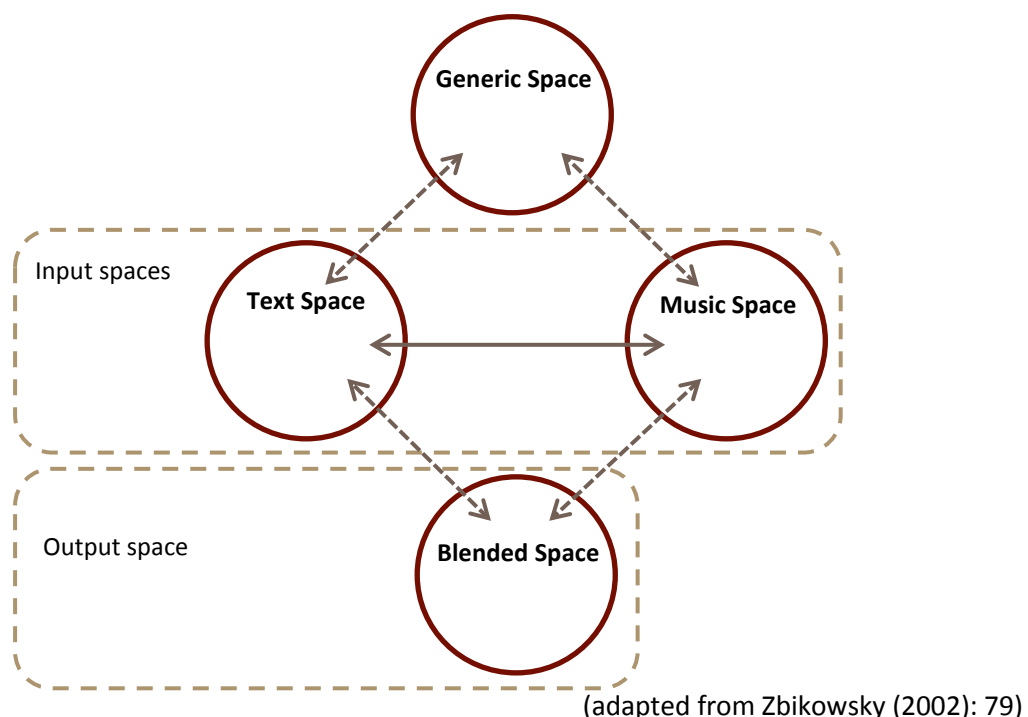 Generic Space
Input spaces
Text Space
Music Space
Output space
Blended Space
(adapted from Zbikowsky (2002): 79)